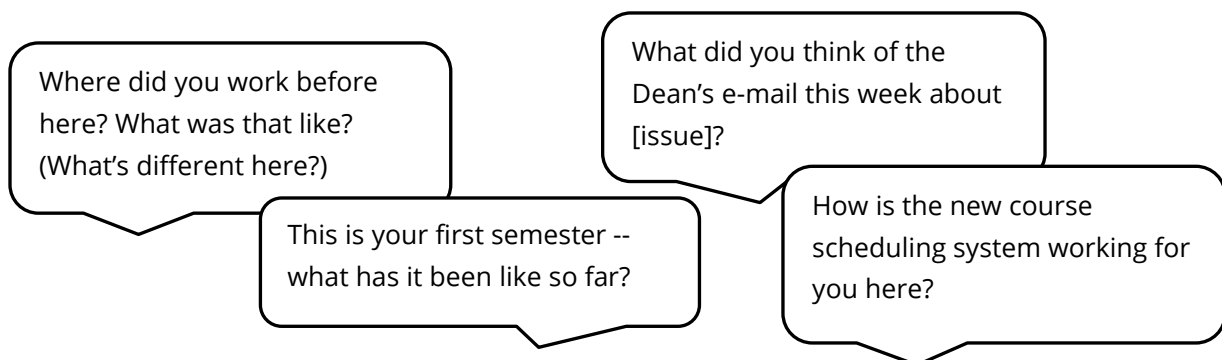 Where did you work before
here? What was that like?
(What’s different here?)
This is your first semester --
what has it been like so far?
What did you think of the
Dean’s e-mail this week about
[issue]?
How is the new course
scheduling system working for
you here?